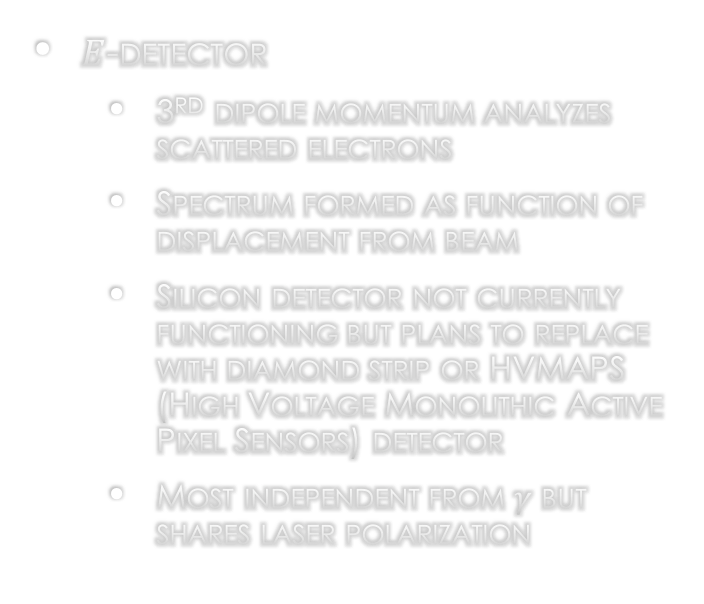 • E-detector
• 3rd dipole momentum analyzes
scattered electrons
• Spectrum formed as function of
displacement from beam
• Silicon detector not currently
functioning but plans to replace
with diamond strip or HVMAPS
(High Voltage Monolithic Active
Pixel Sensors) detector
• Most independent from γ but
shares laser polarization